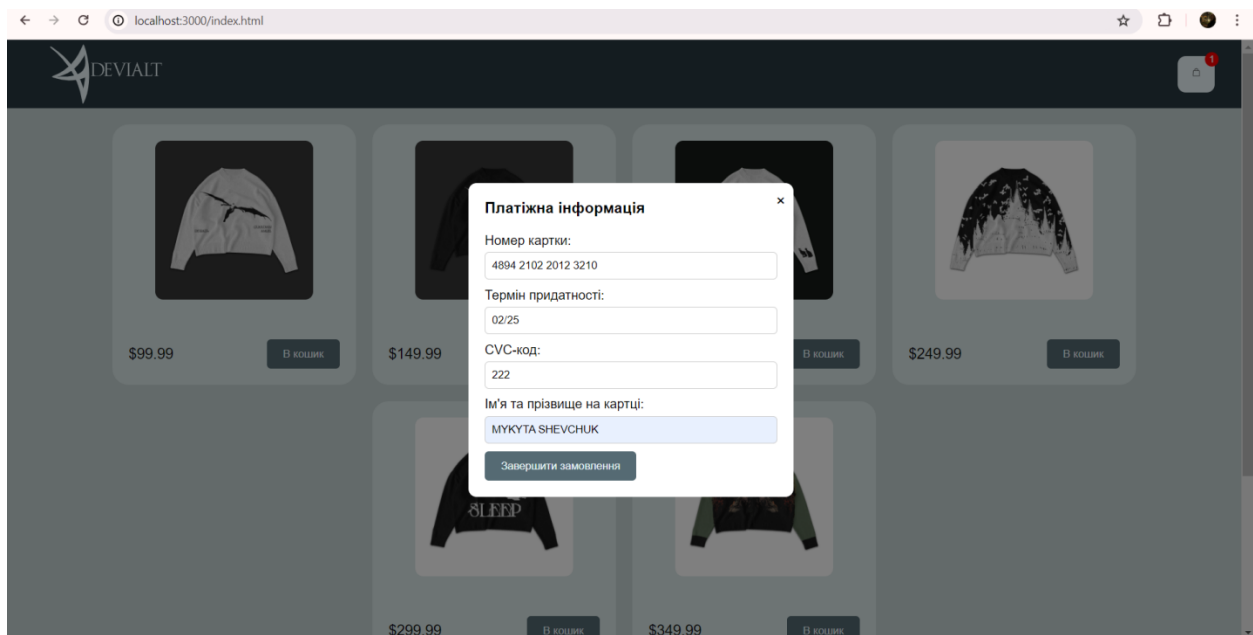 localhost:3000/index.html
DEVIALT
1
Платіжна інформація
×
Номер картки:
4894 2102 2012 3210
Термін придатності:
02/25
CVC-код:
222
Ім'я та прізвище на картці:
MYKYTA SHEVCHUK
Завершити замовлення
$99.99
В кошик
$149.99
В кошик
$249.99
В кошик
SLEEP
$299.99
В кошик
$349.99
В кошик